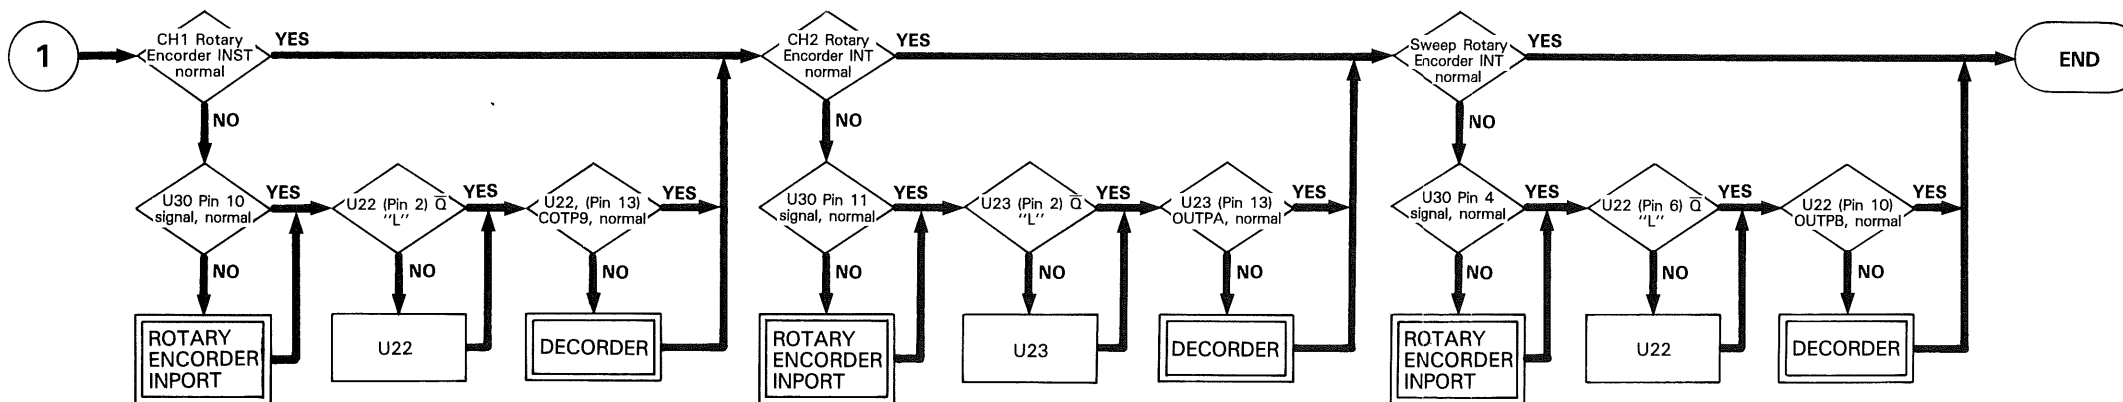 1
CH1 Rotary
Encorder INST
normal
YES
NO
U30 Pin 10
signal, normal
YES
NO
ROTARY
ENCORDER
INPORT
U22 (Pin 2) Q̅
"L"
YES
NO
U22
U22, (Pin 13)
COTP9, normal
YES
NO
DECORDER
CH2 Rotary
Encorder INT
normal
YES
NO
U30 Pin 11
signal, normal
YES
NO
ROTARY
ENCORDER
INPORT
U23 (Pin 2) Q̅
"L"
YES
NO
U23
U23 (Pin 13)
OUTPA, normal
YES
NO
DECORDER
Sweep Rotary
Encorder INT
normal
YES
NO
U30 Pin 4
signal, normal
YES
NO
ROTARY
ENCORDER
INPORT
U22 (Pin 6) Q̅
"L"
YES
NO
U22
U22 (Pin 10)
OUTPB, normal
YES
NO
DECORDER
END